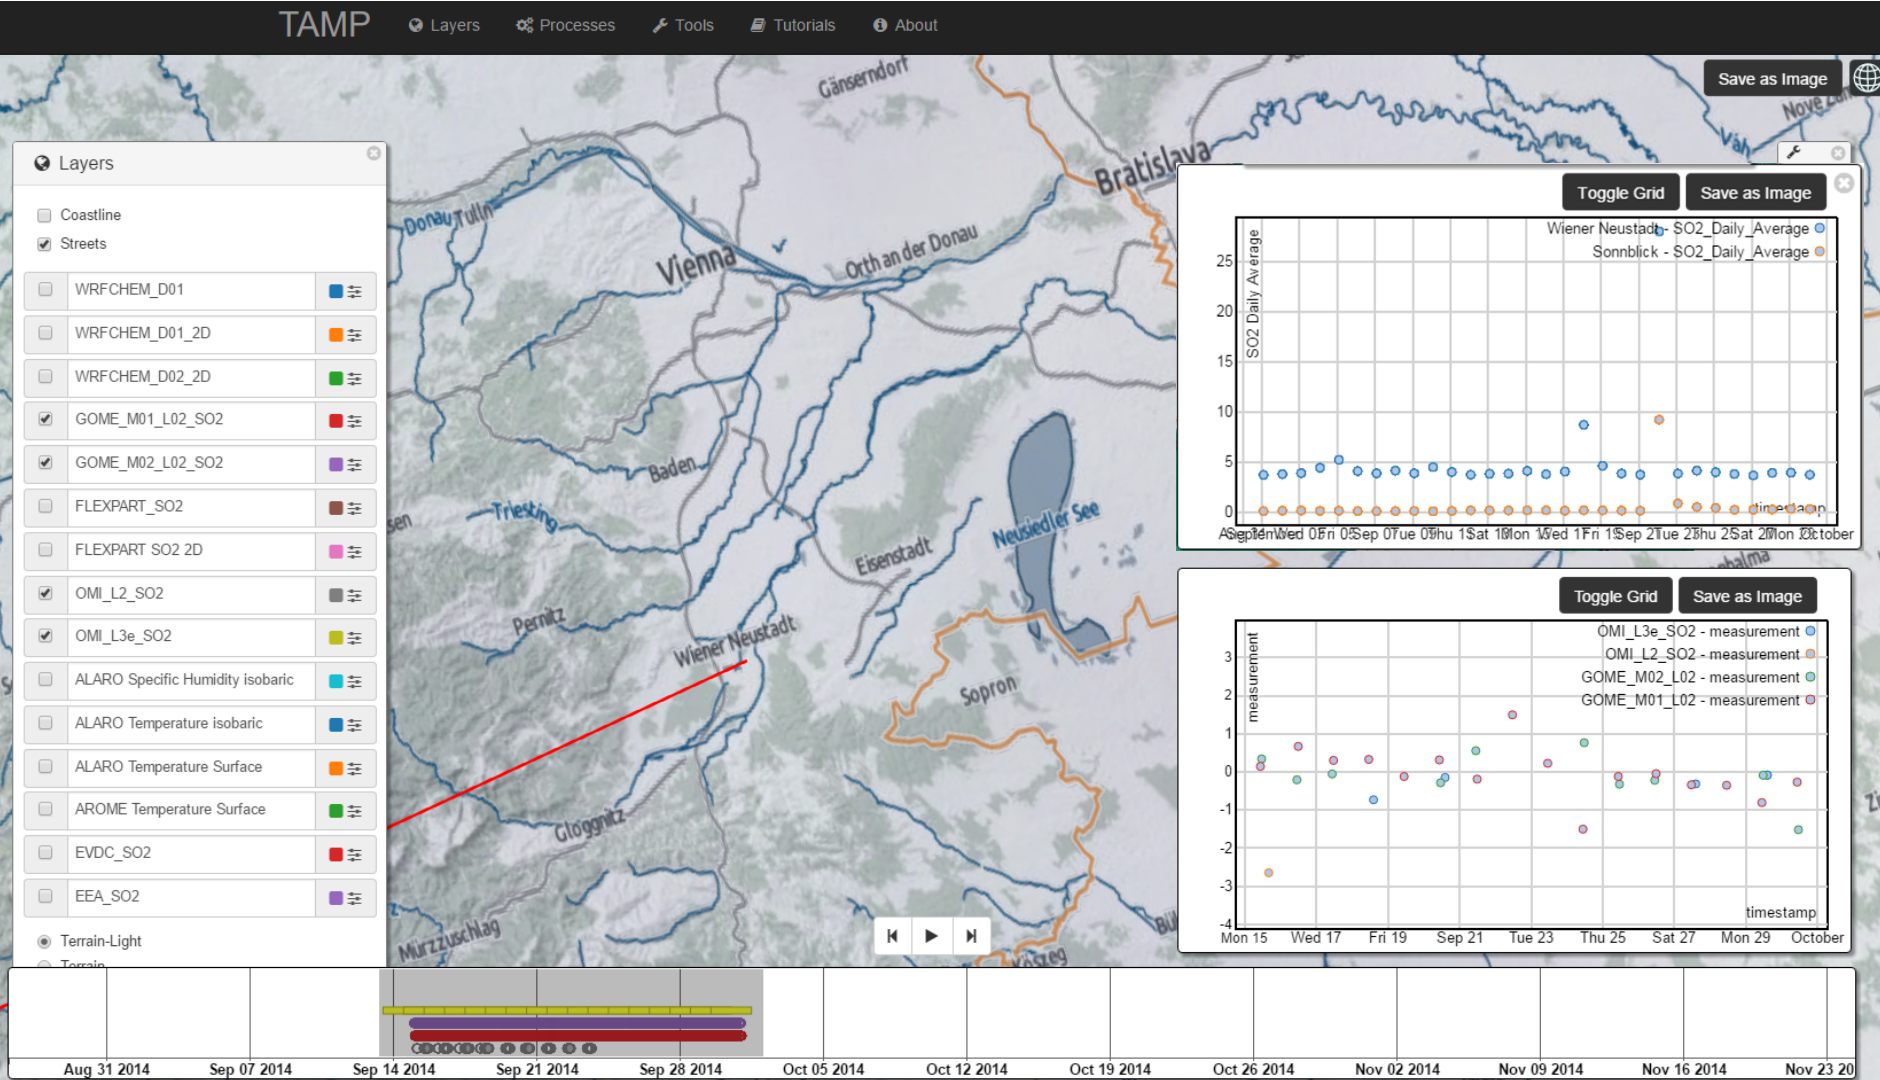 TAMP
Layers
Processes
Tools
Tutorials
About
Save as Image
Gänserndorf
Bratislava
Váh
Donau
Tulln
Vienna
Orth an der Donau
Baden
Triesting
Neusiedler See
Eisenstadt
Pernitz
Wiener Neustadt
Sopron
Gloggnitz
Mürzzuschlag
Köszeg
Layers
Coastline
Streets
WRFCHEM_D01
WRFCHEM_D01_2D
WRFCHEM_D02_2D
GOME_M01_L02_SO2
GOME_M02_L02_SO2
FLEXPART_SO2
FLEXPART SO2 2D
OMI_L2_SO2
OMI_L3e_SO2
ALARO Specific Humidity isobaric
ALARO Temperature isobaric
ALARO Temperature Surface
AROME Temperature Surface
EVDC_SO2
EEA_SO2
Terrain-Light
Terrain
Toggle Grid
Save as Image
Wiener Neustadt - SO2_Daily_Average
Sonnblick - SO2_Daily_Average
SO2 Daily Average
25
20
15
10
5
0
timestamp
October
Toggle Grid
Save as Image
OMI_L3e_SO2 - measurement
OMI_L2_SO2 - measurement
GOME_M02_L02 - measurement
GOME_M01_L02 - measurement
measurement
3
2
1
0
-1
-2
-3
-4
timestamp
Mon 15 Wed 17 Fri 19 Sep 21 Tue 23 Thu 25 Sat 27 Mon 29 October
Aug 31 2014 Sep 07 2014 Sep 14 2014 Sep 21 2014 Sep 28 2014 Oct 05 2014 Oct 12 2014 Oct 19 2014 Oct 26 2014 Nov 02 2014 Nov 09 2014 Nov 16 2014 Nov 23 20